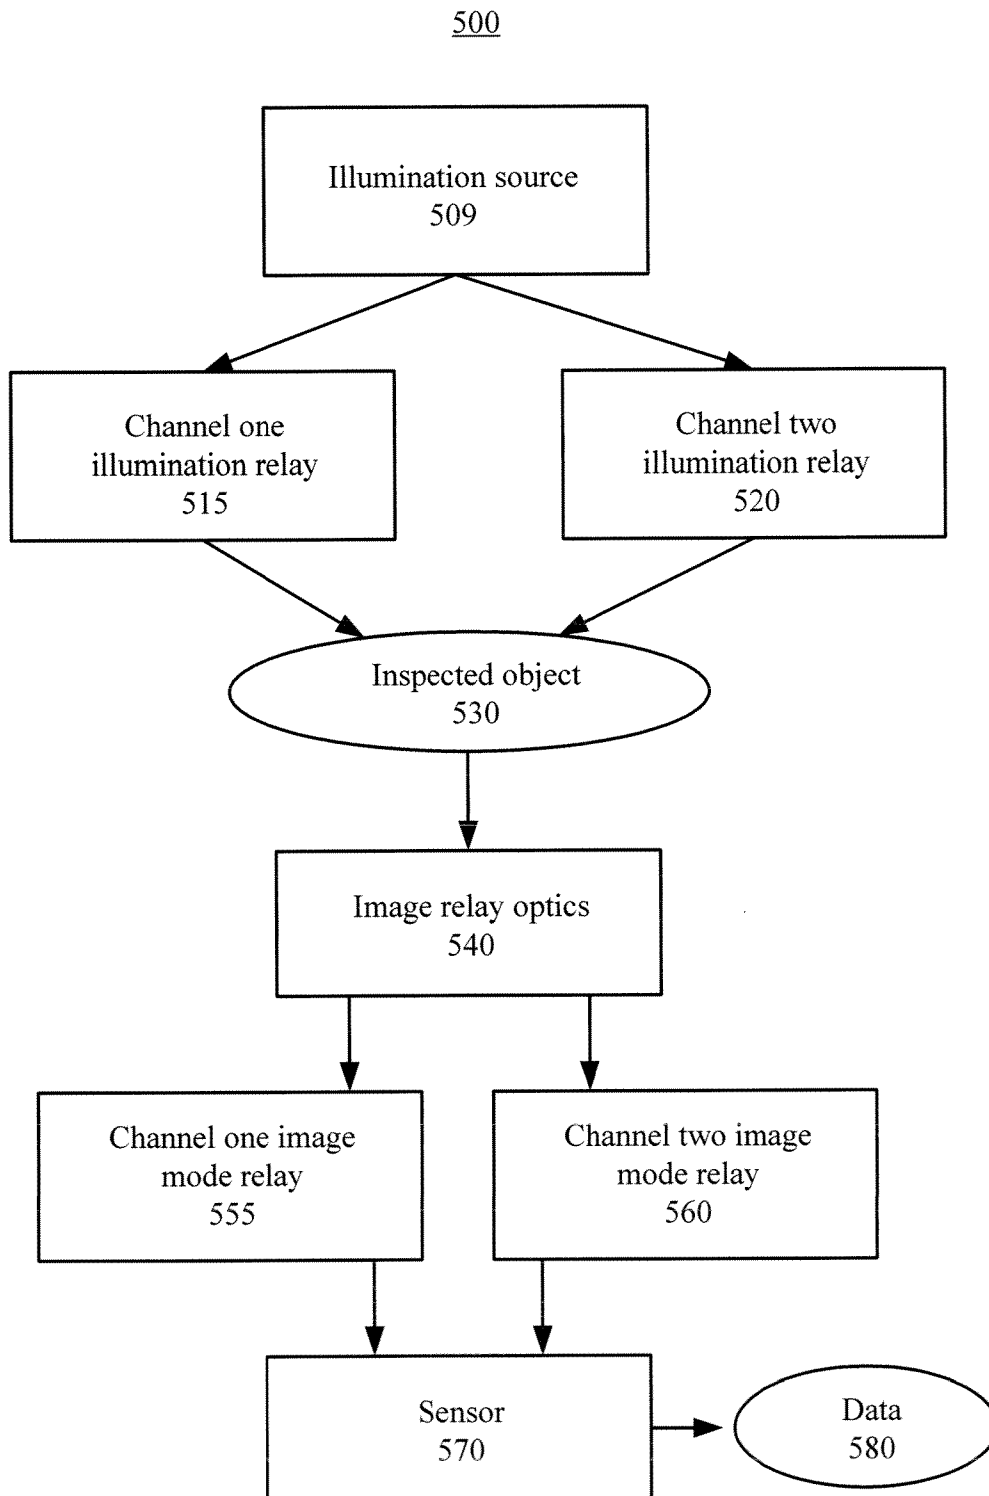 500
Illumination source
509
Channel one
illumination relay
515
Channel two
illumination relay
520
Inspected object
530
Image relay optics
540
Channel one image
mode relay
555
Channel two image
mode relay
560
Sensor
570
Data
580